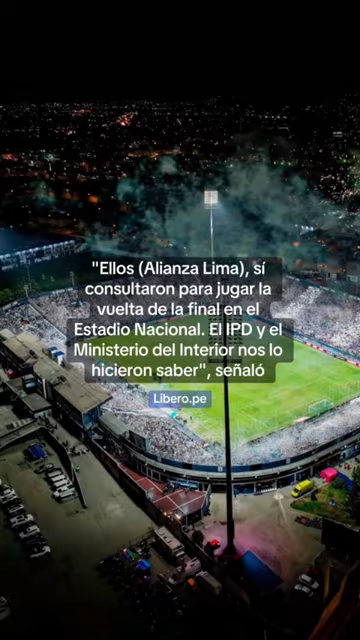 "Ellos (Alianza Lima), sí
consultaron para jugar la
vuelta de la final en el
Estadio Nacional. El IPD y el
Ministerio del Interior nos lo
hicieron saber", señaló
Libero.pe